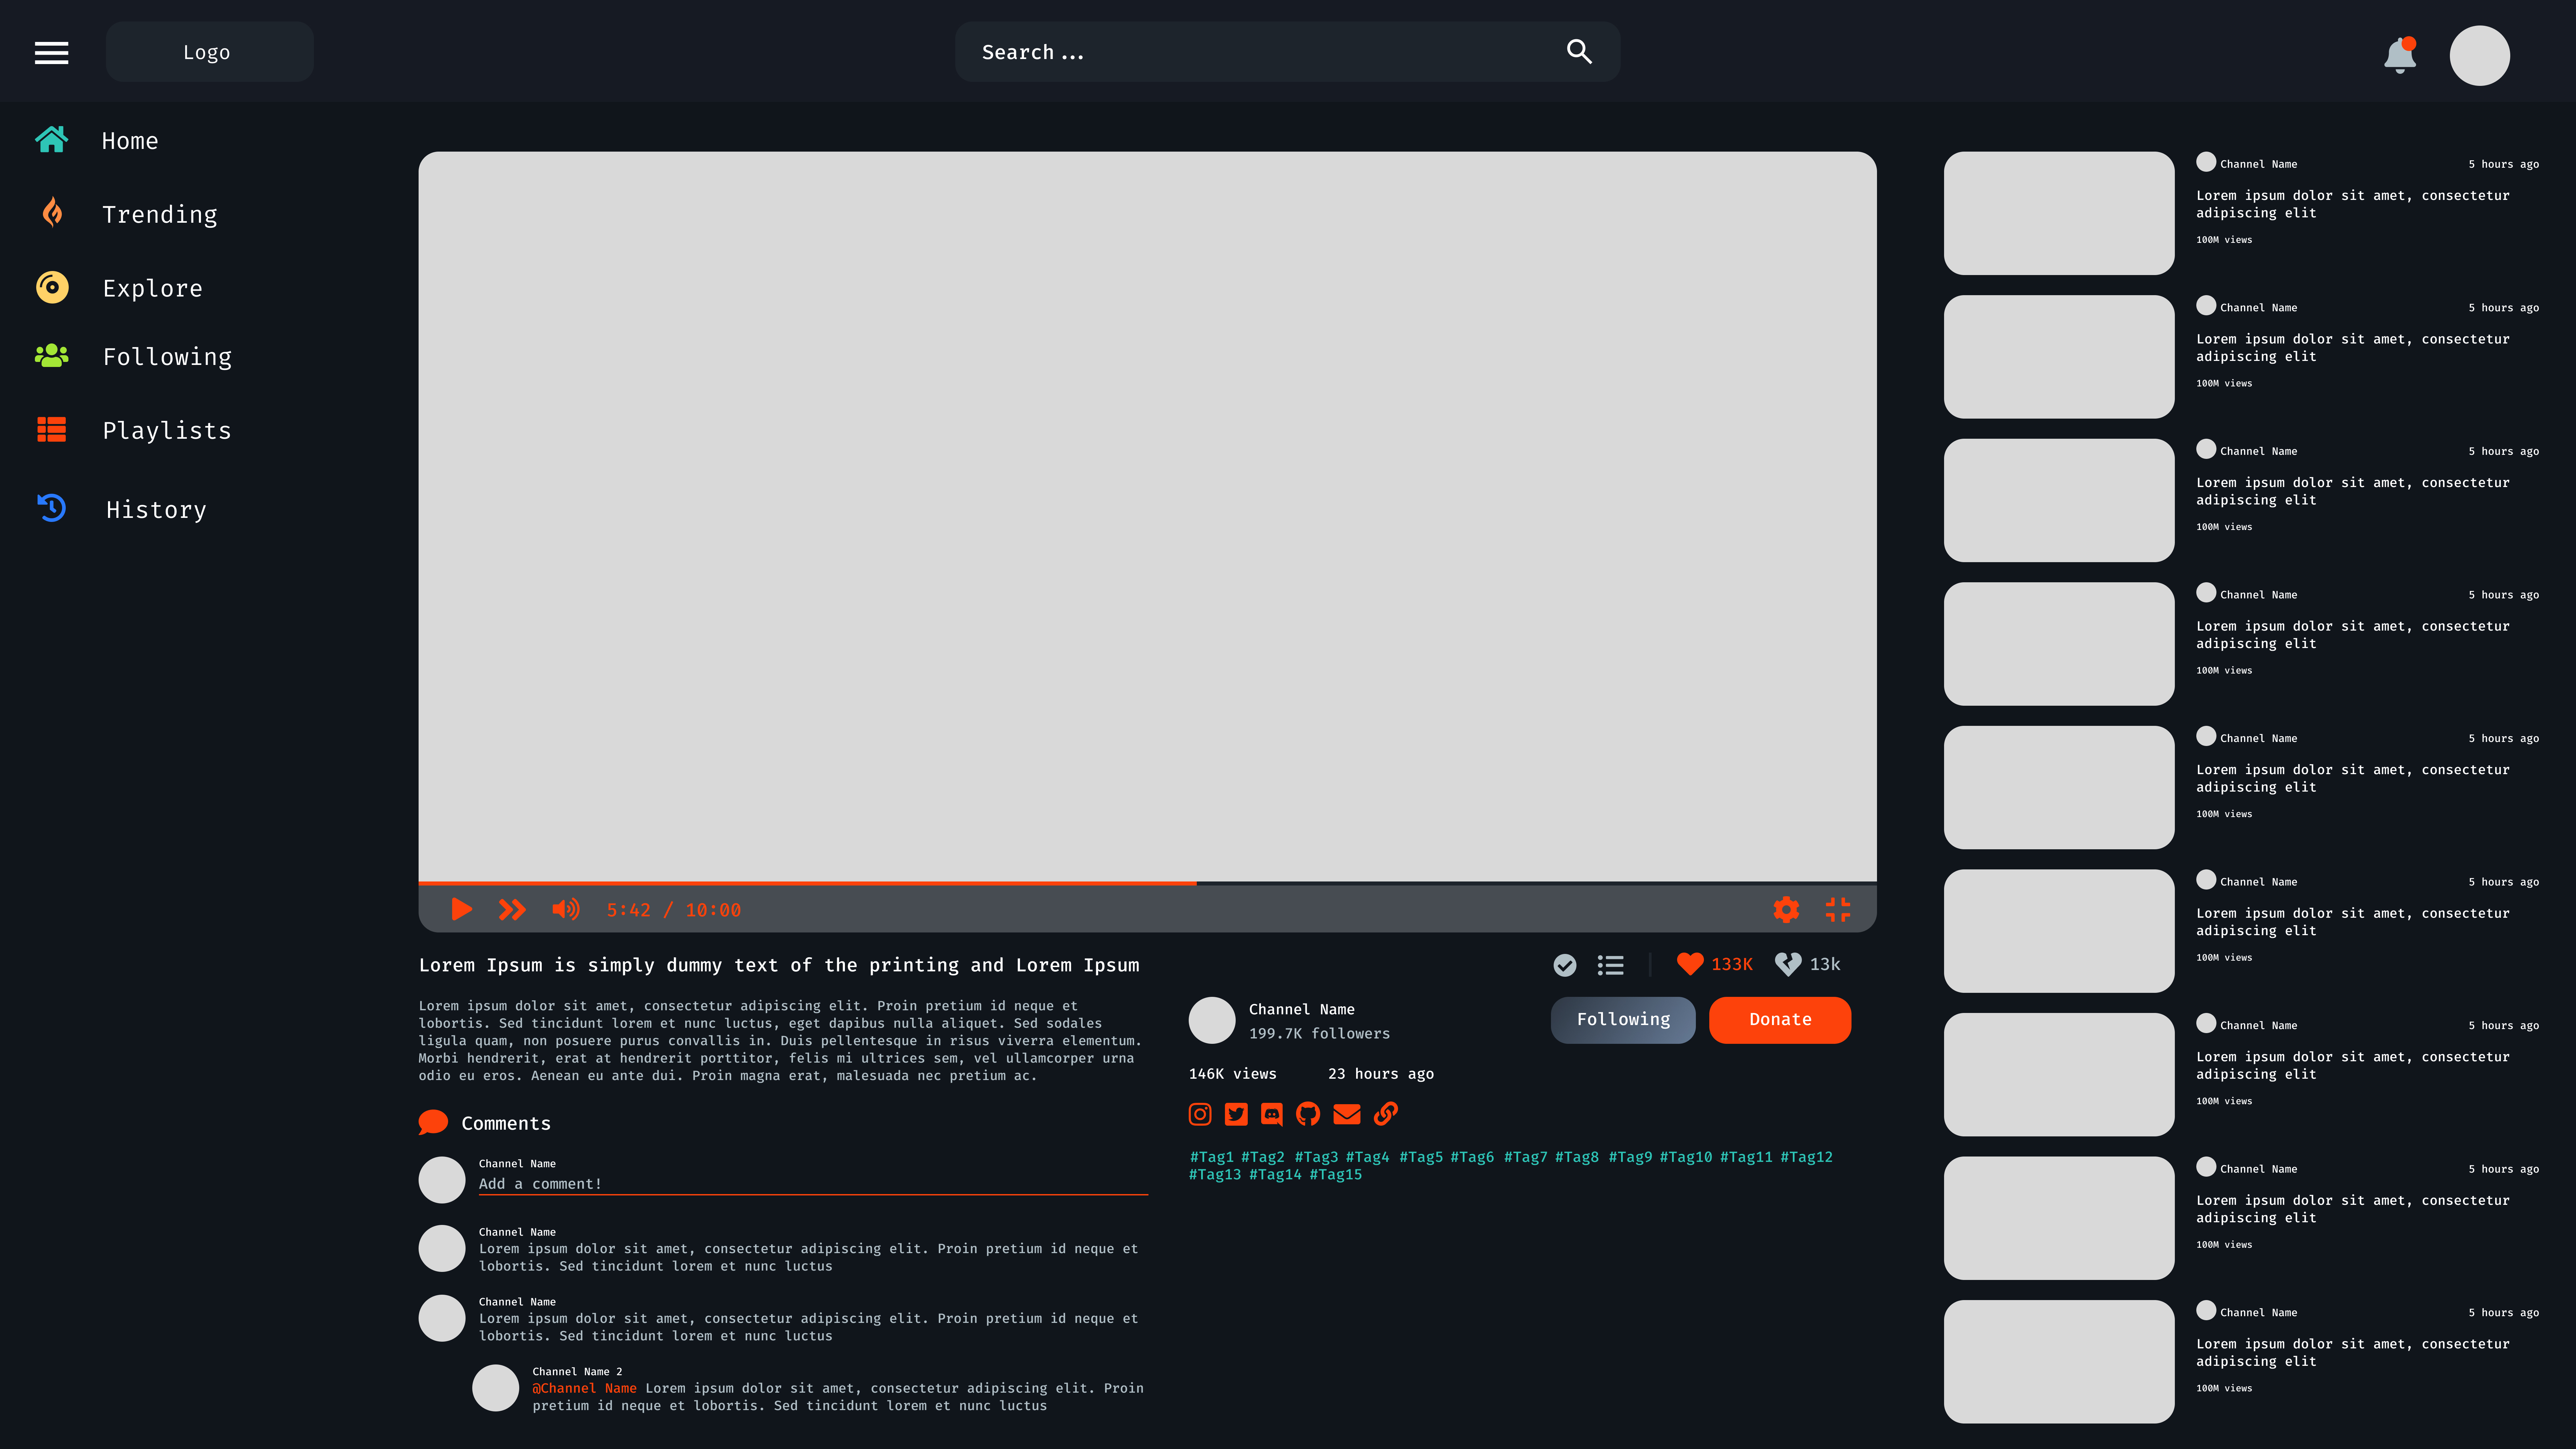 Logo
Search...
Home
Trending
Explore
Following
Playlists
History
5:42 / 10:00
Lorem Ipsum is simply dummy text of the printing and Lorem Ipsum
133K
13k
Lorem ipsum dolor sit amet, consectetur adipiscing elit. Proin pretium id neque et
lobortis. Sed tincidunt lorem et nunc luctus, eget dapibus nulla aliquet. Sed sodales
ligula quam, non posuere purus convallis in. Duis pellentesque in risus viverra elementum.
Morbi hendrerit, erat at hendrerit porttitor, felis mi ultrices sem, vel ullamcorper urna
odio eu eros. Aenean eu ante dui. Proin magna erat, malesuada nec pretium ac.
Channel Name
199.7K followers
Following
Donate
146K views
23 hours ago
#Tag1 #Tag2 #Tag3 #Tag4 #Tag5 #Tag6 #Tag7 #Tag8 #Tag9 #Tag10 #Tag11 #Tag12
#Tag13 #Tag14 #Tag15
Comments
Channel Name
Add a comment!
Channel Name
Lorem ipsum dolor sit amet, consectetur adipiscing elit. Proin pretium id neque et
lobortis. Sed tincidunt lorem et nunc luctus
Channel Name
Lorem ipsum dolor sit amet, consectetur adipiscing elit. Proin pretium id neque et
lobortis. Sed tincidunt lorem et nunc luctus
Channel Name 2
@Channel Name Lorem ipsum dolor sit amet, consectetur adipiscing elit. Proin
pretium id neque et lobortis. Sed tincidunt lorem et nunc luctus
Channel Name 5 hours ago
Lorem ipsum dolor sit amet, consectetur
adipiscing elit
100M views
Channel Name 5 hours ago
Lorem ipsum dolor sit amet, consectetur
adipiscing elit
100M views
Channel Name 5 hours ago
Lorem ipsum dolor sit amet, consectetur
adipiscing elit
100M views
Channel Name 5 hours ago
Lorem ipsum dolor sit amet, consectetur
adipiscing elit
100M views
Channel Name 5 hours ago
Lorem ipsum dolor sit amet, consectetur
adipiscing elit
100M views
Channel Name 5 hours ago
Lorem ipsum dolor sit amet, consectetur
adipiscing elit
100M views
Channel Name 5 hours ago
Lorem ipsum dolor sit amet, consectetur
adipiscing elit
100M views
Channel Name 5 hours ago
Lorem ipsum dolor sit amet, consectetur
adipiscing elit
100M views
Channel Name 5 hours ago
Lorem ipsum dolor sit amet, consectetur
adipiscing elit
100M views